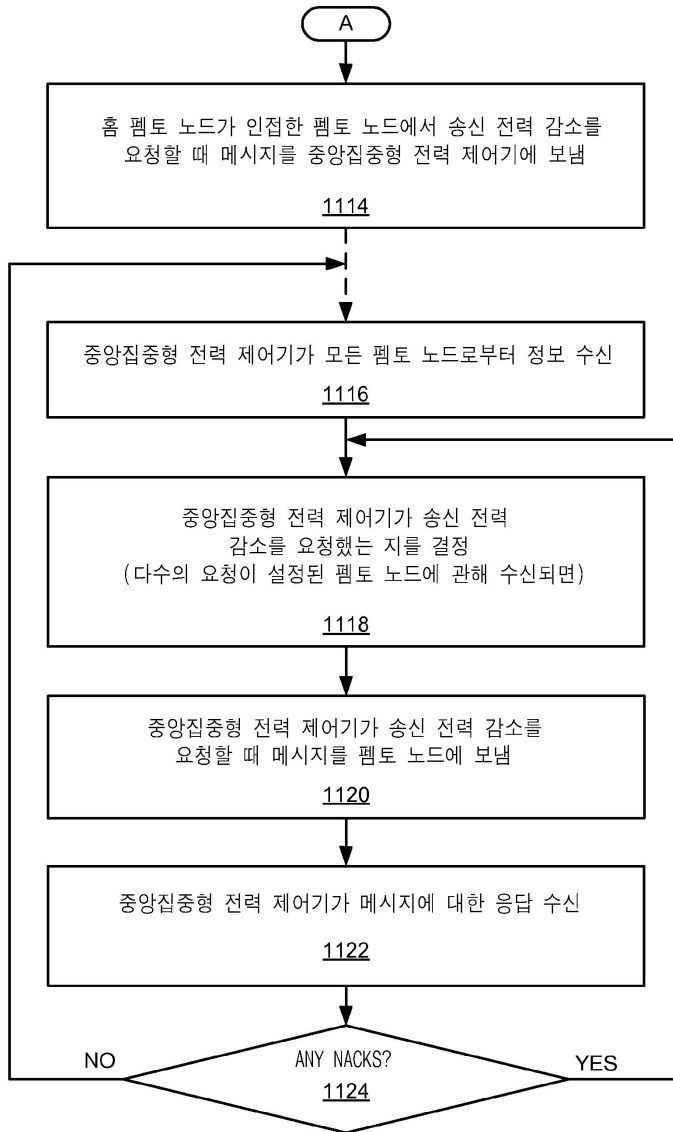 A
홈 펨토 노드가 인접한 펨토 노드에서 송신 전력 감소를
요청할 때 메시지를 중앙집중형 전력 제어기에 보냄
1114
중앙집중형 전력 제어기가 모든 펨토 노드로부터 정보 수신
1116
중앙집중형 전력 제어기가 송신 전력
감소를 요청했는 지를 결정
(다수의 요청이 설정된 펨토 노드에 관해 수신되면)
1118
중앙집중형 전력 제어기가 송신 전력 감소를
요청할 때 메시지를 펨토 노드에 보냄
1120
중앙집중형 전력 제어기가 메시지에 대한 응답 수신
1122
NO
ANY NACKS?
YES
1124